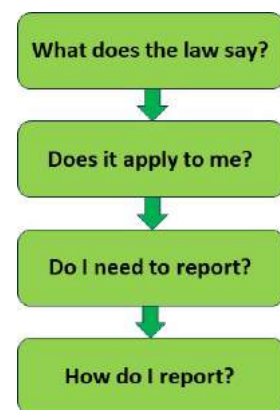 What does the law say?
Does it apply to me?
Do I need to report?
How do I report?